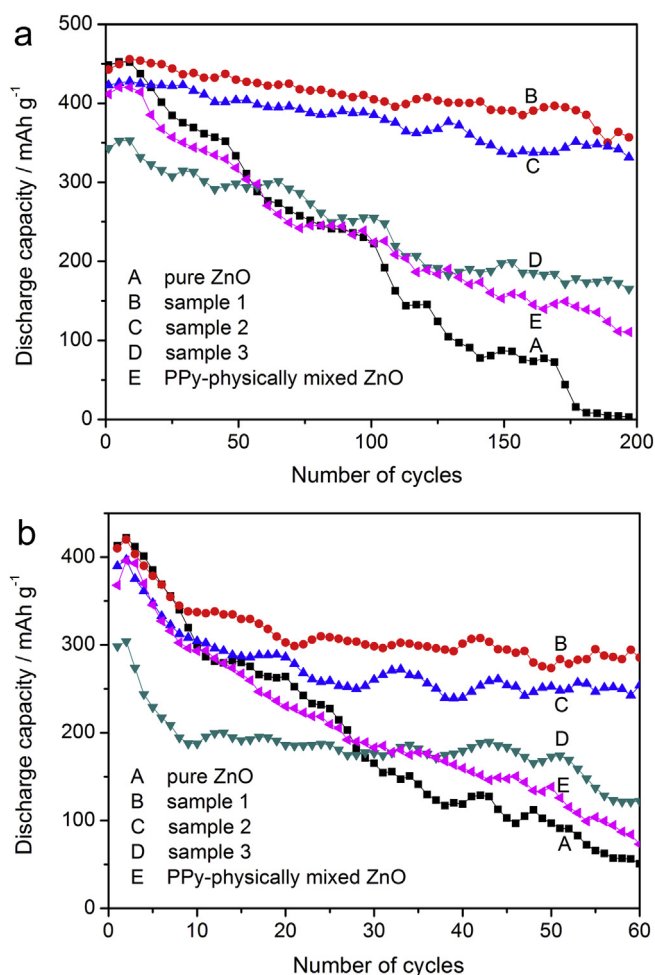 a
500
400
300
200
100
0
Discharge capacity / mAh g⁻¹
B
C
D
E
A
A pure ZnO
B sample 1
C sample 2
D sample 3
E PPy-physically mixed ZnO
0 50 100 150 200
Number of cycles
b
400
300
200
100
0
Discharge capacity / mAh g⁻¹
B
C
D
E
A
A pure ZnO
B sample 1
C sample 2
D sample 3
E PPy-physically mixed ZnO
0 10 20 30 40 50 60
Number of cycles